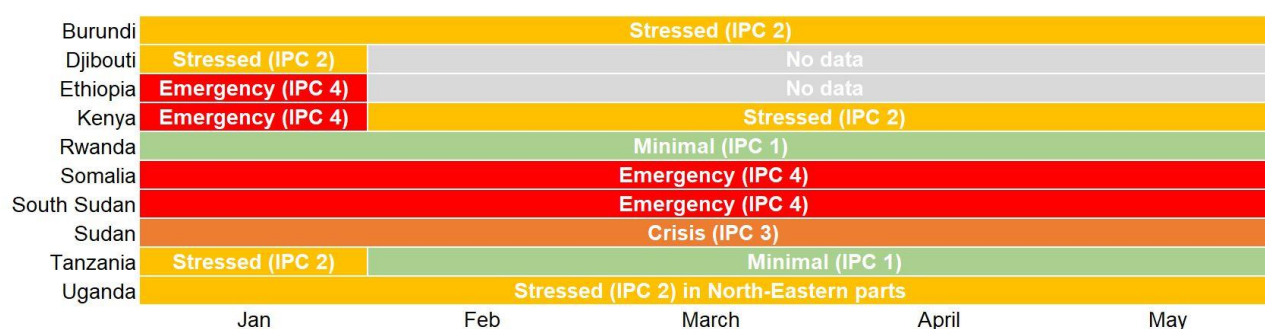 Burundi Stressed (IPC 2)
Djibouti Stressed (IPC 2) No data
Ethiopia Emergency (IPC 4) No data
Kenya Emergency (IPC 4) Stressed (IPC 2)
Rwanda Minimal (IPC 1)
Somalia Emergency (IPC 4)
South Sudan Emergency (IPC 4)
Sudan Crisis (IPC 3)
Tanzania Stressed (IPC 2) Minimal (IPC 1)
Uganda Stressed (IPC 2) in North-Eastern parts
Jan Feb March April May